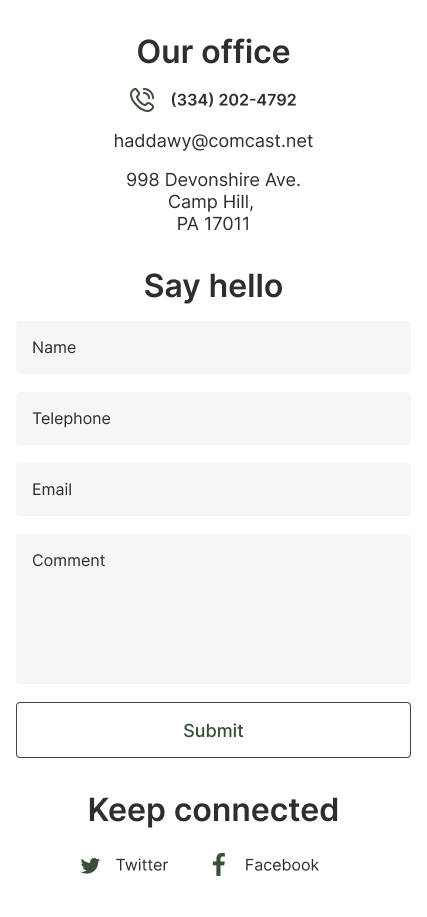 Our office
(334) 202-4792
haddawy@comcast.net
998 Devonshire Ave.
Camp Hill,
PA 17011
Say hello
Name
Telephone
Email
Comment
Submit
Keep connected
Twitter
Facebook